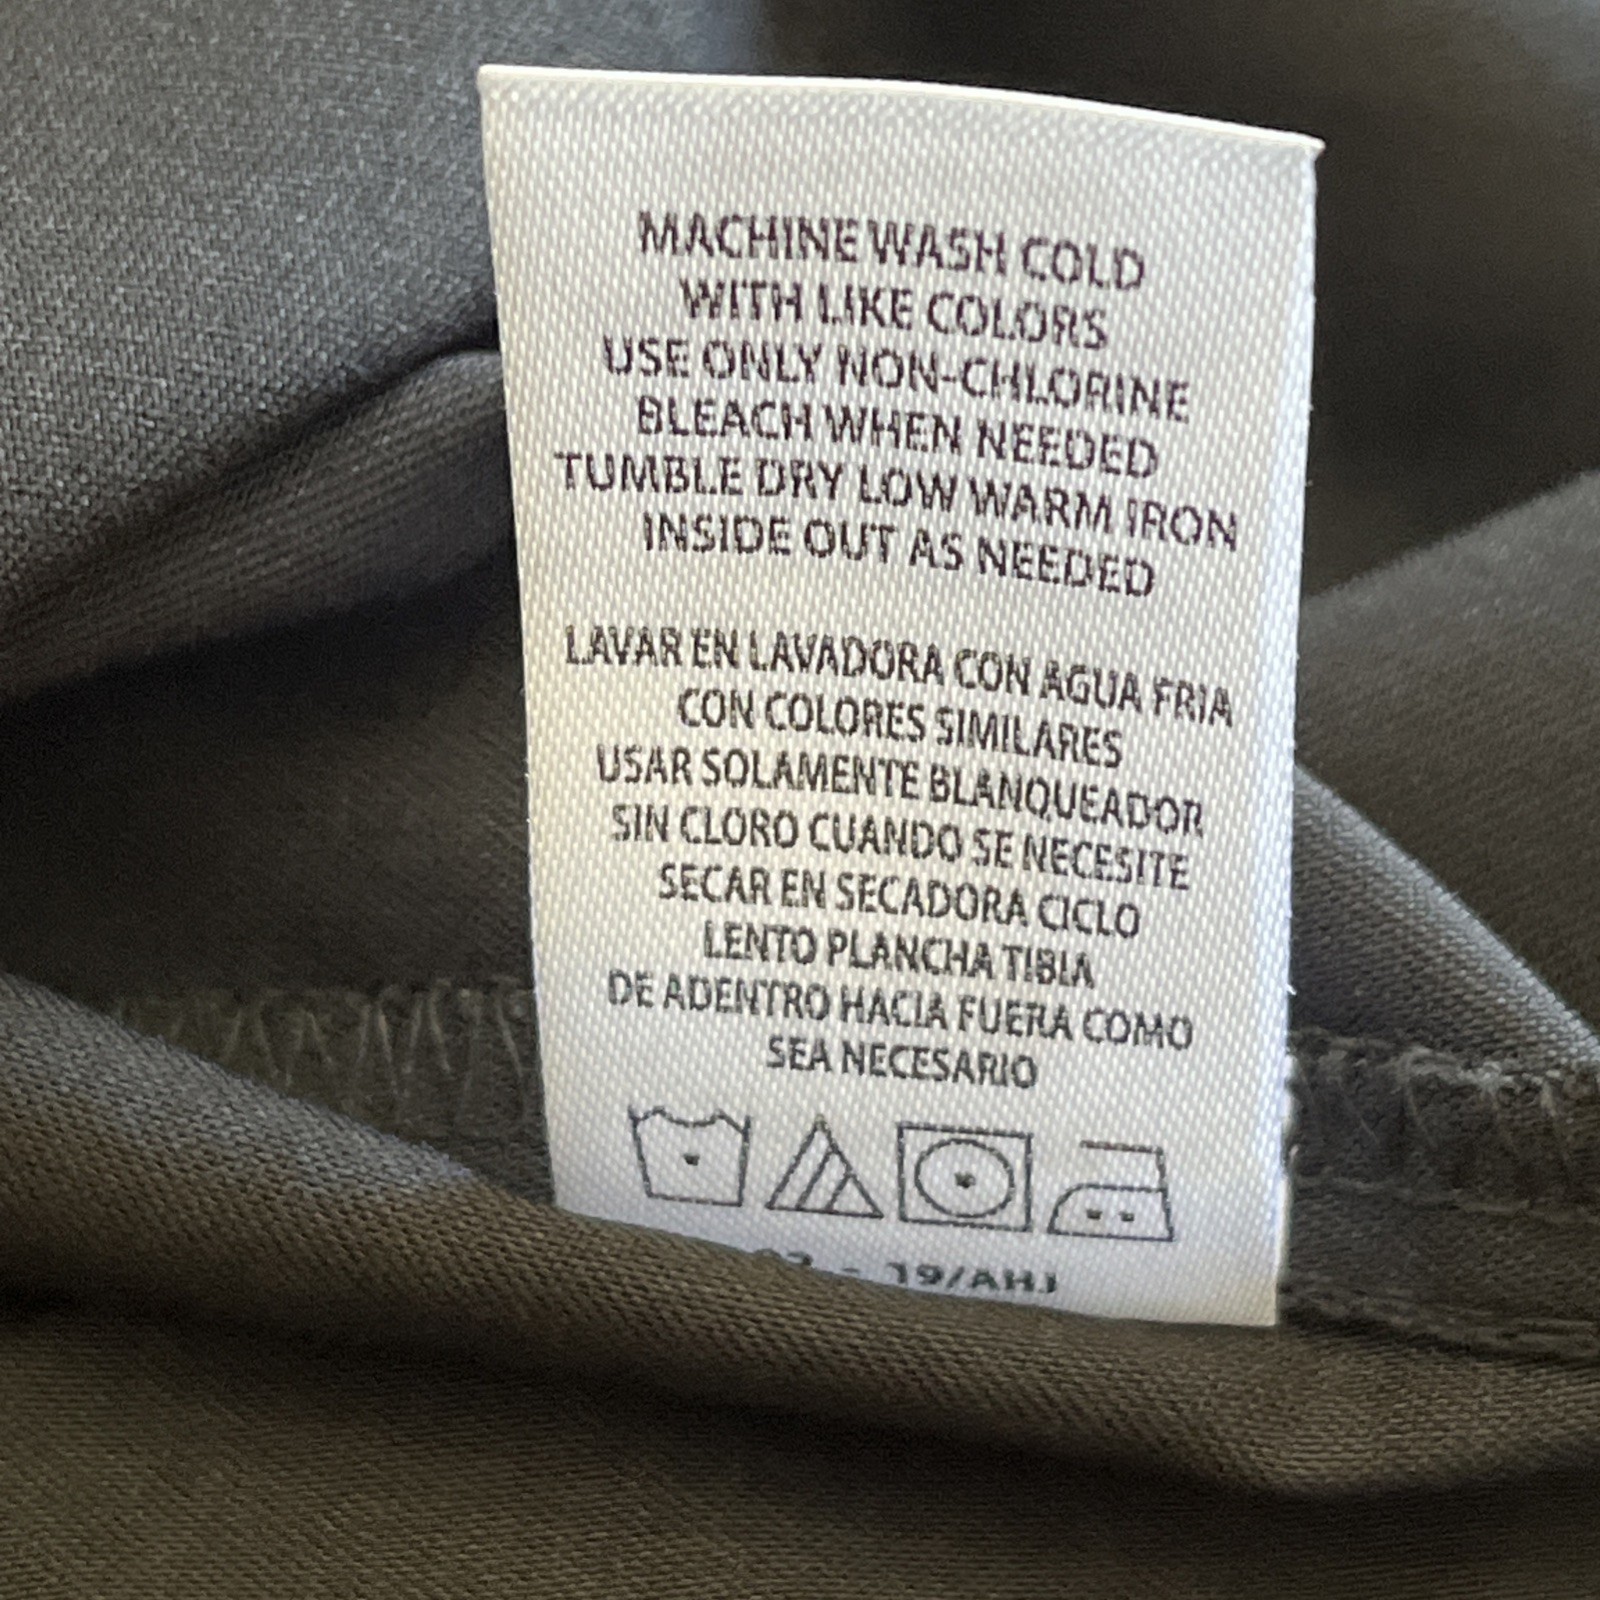 MACHINE WASH COLD
WITH LIKE COLORS
USE ONLY NON-CHLORINE
BLEACH WHEN NEEDED
TUMBLE DRY LOW WARM IRON
INSIDE OUT AS NEEDED
LAVAR EN LAVADORA CON AGUA FRIA
CON COLORES SIMILARES
USAR SOLAMENTE BLANQUEADOR
SIN CLORO CUANDO SE NECESITE
SECAR EN SECADORA CICLO
LENTO PLANCHA TIBIA
DE ADENTRO HACIA FUERA COMO
SEA NECESARIO
- 19/AHJ